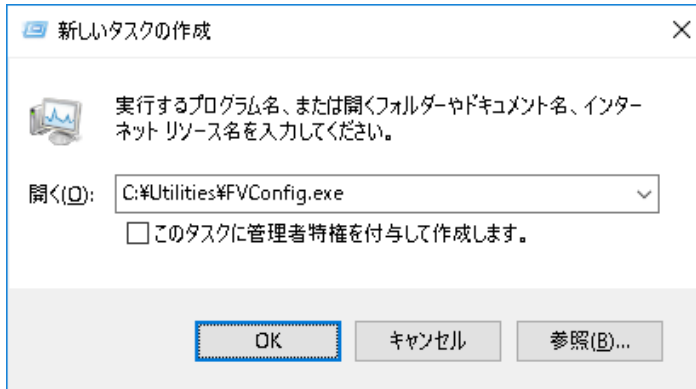 新しいタスクの作成
実行するプログラム名、または開くフォルダーやドキュメント名、インター
ネット リソース名を入力してください。
開く(O): C:¥Utilities¥FVConfig.exe
このタスクに管理者特権を付与して作成します。
OK キャンセル 参照(B)...